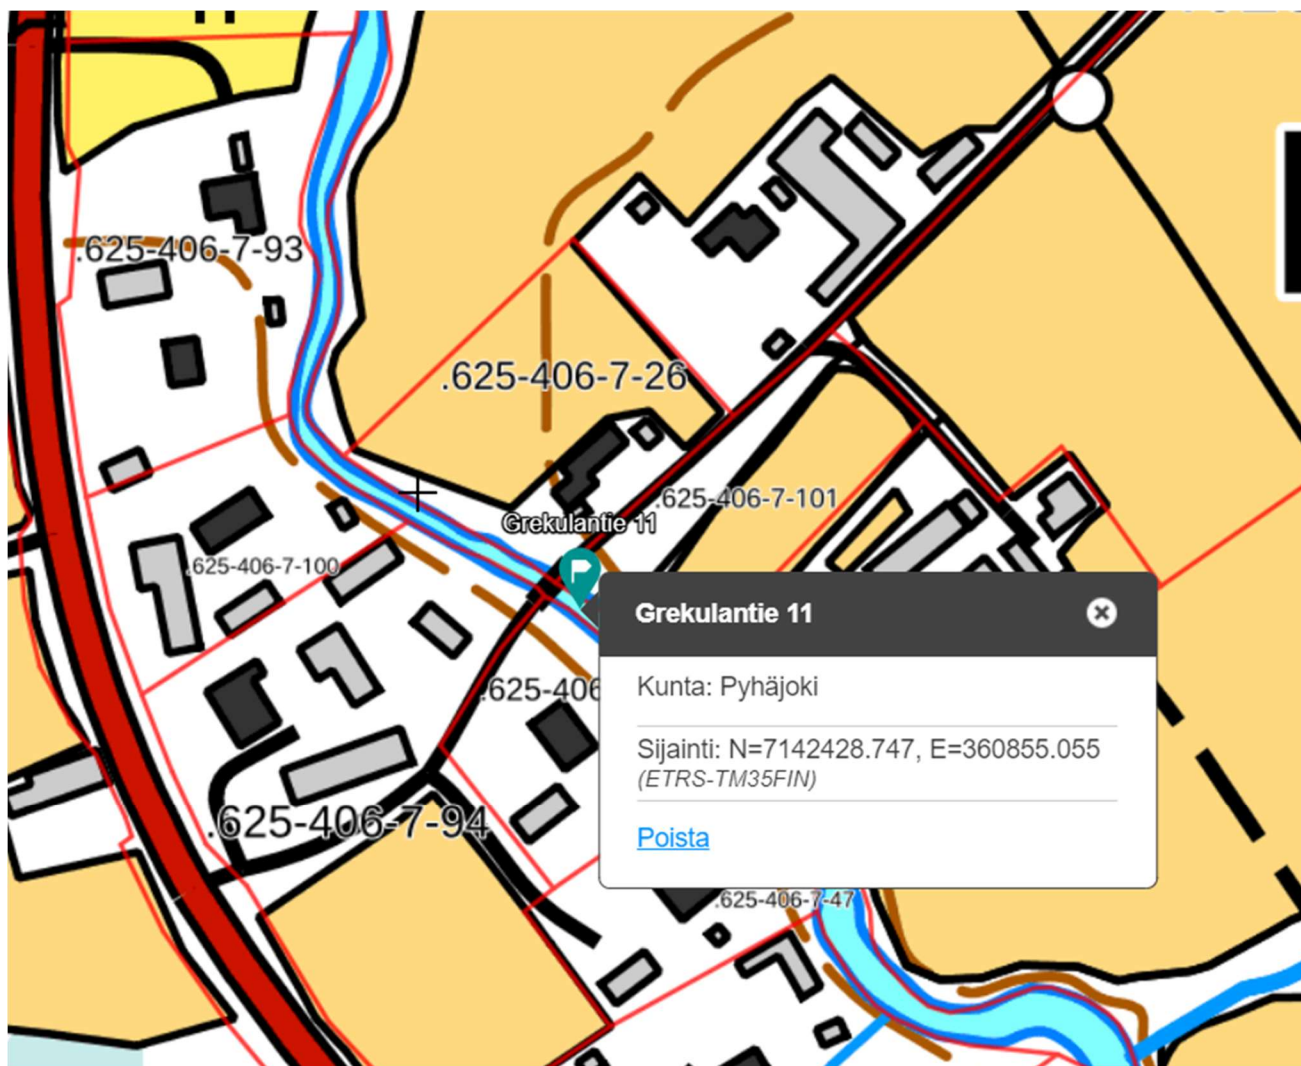 .625-406-7-93
.625-406-7-26
.625-406-7-101
Grekulantie 11
.625-406-7-100
Grekulantie 11
Kunta: Pyhäjoki
.625-406
Sijainti: N=7142428.747, E=360855.055
(ETRS-TM35FIN)
.625-406-7-94
Poista
.625-406-7-47